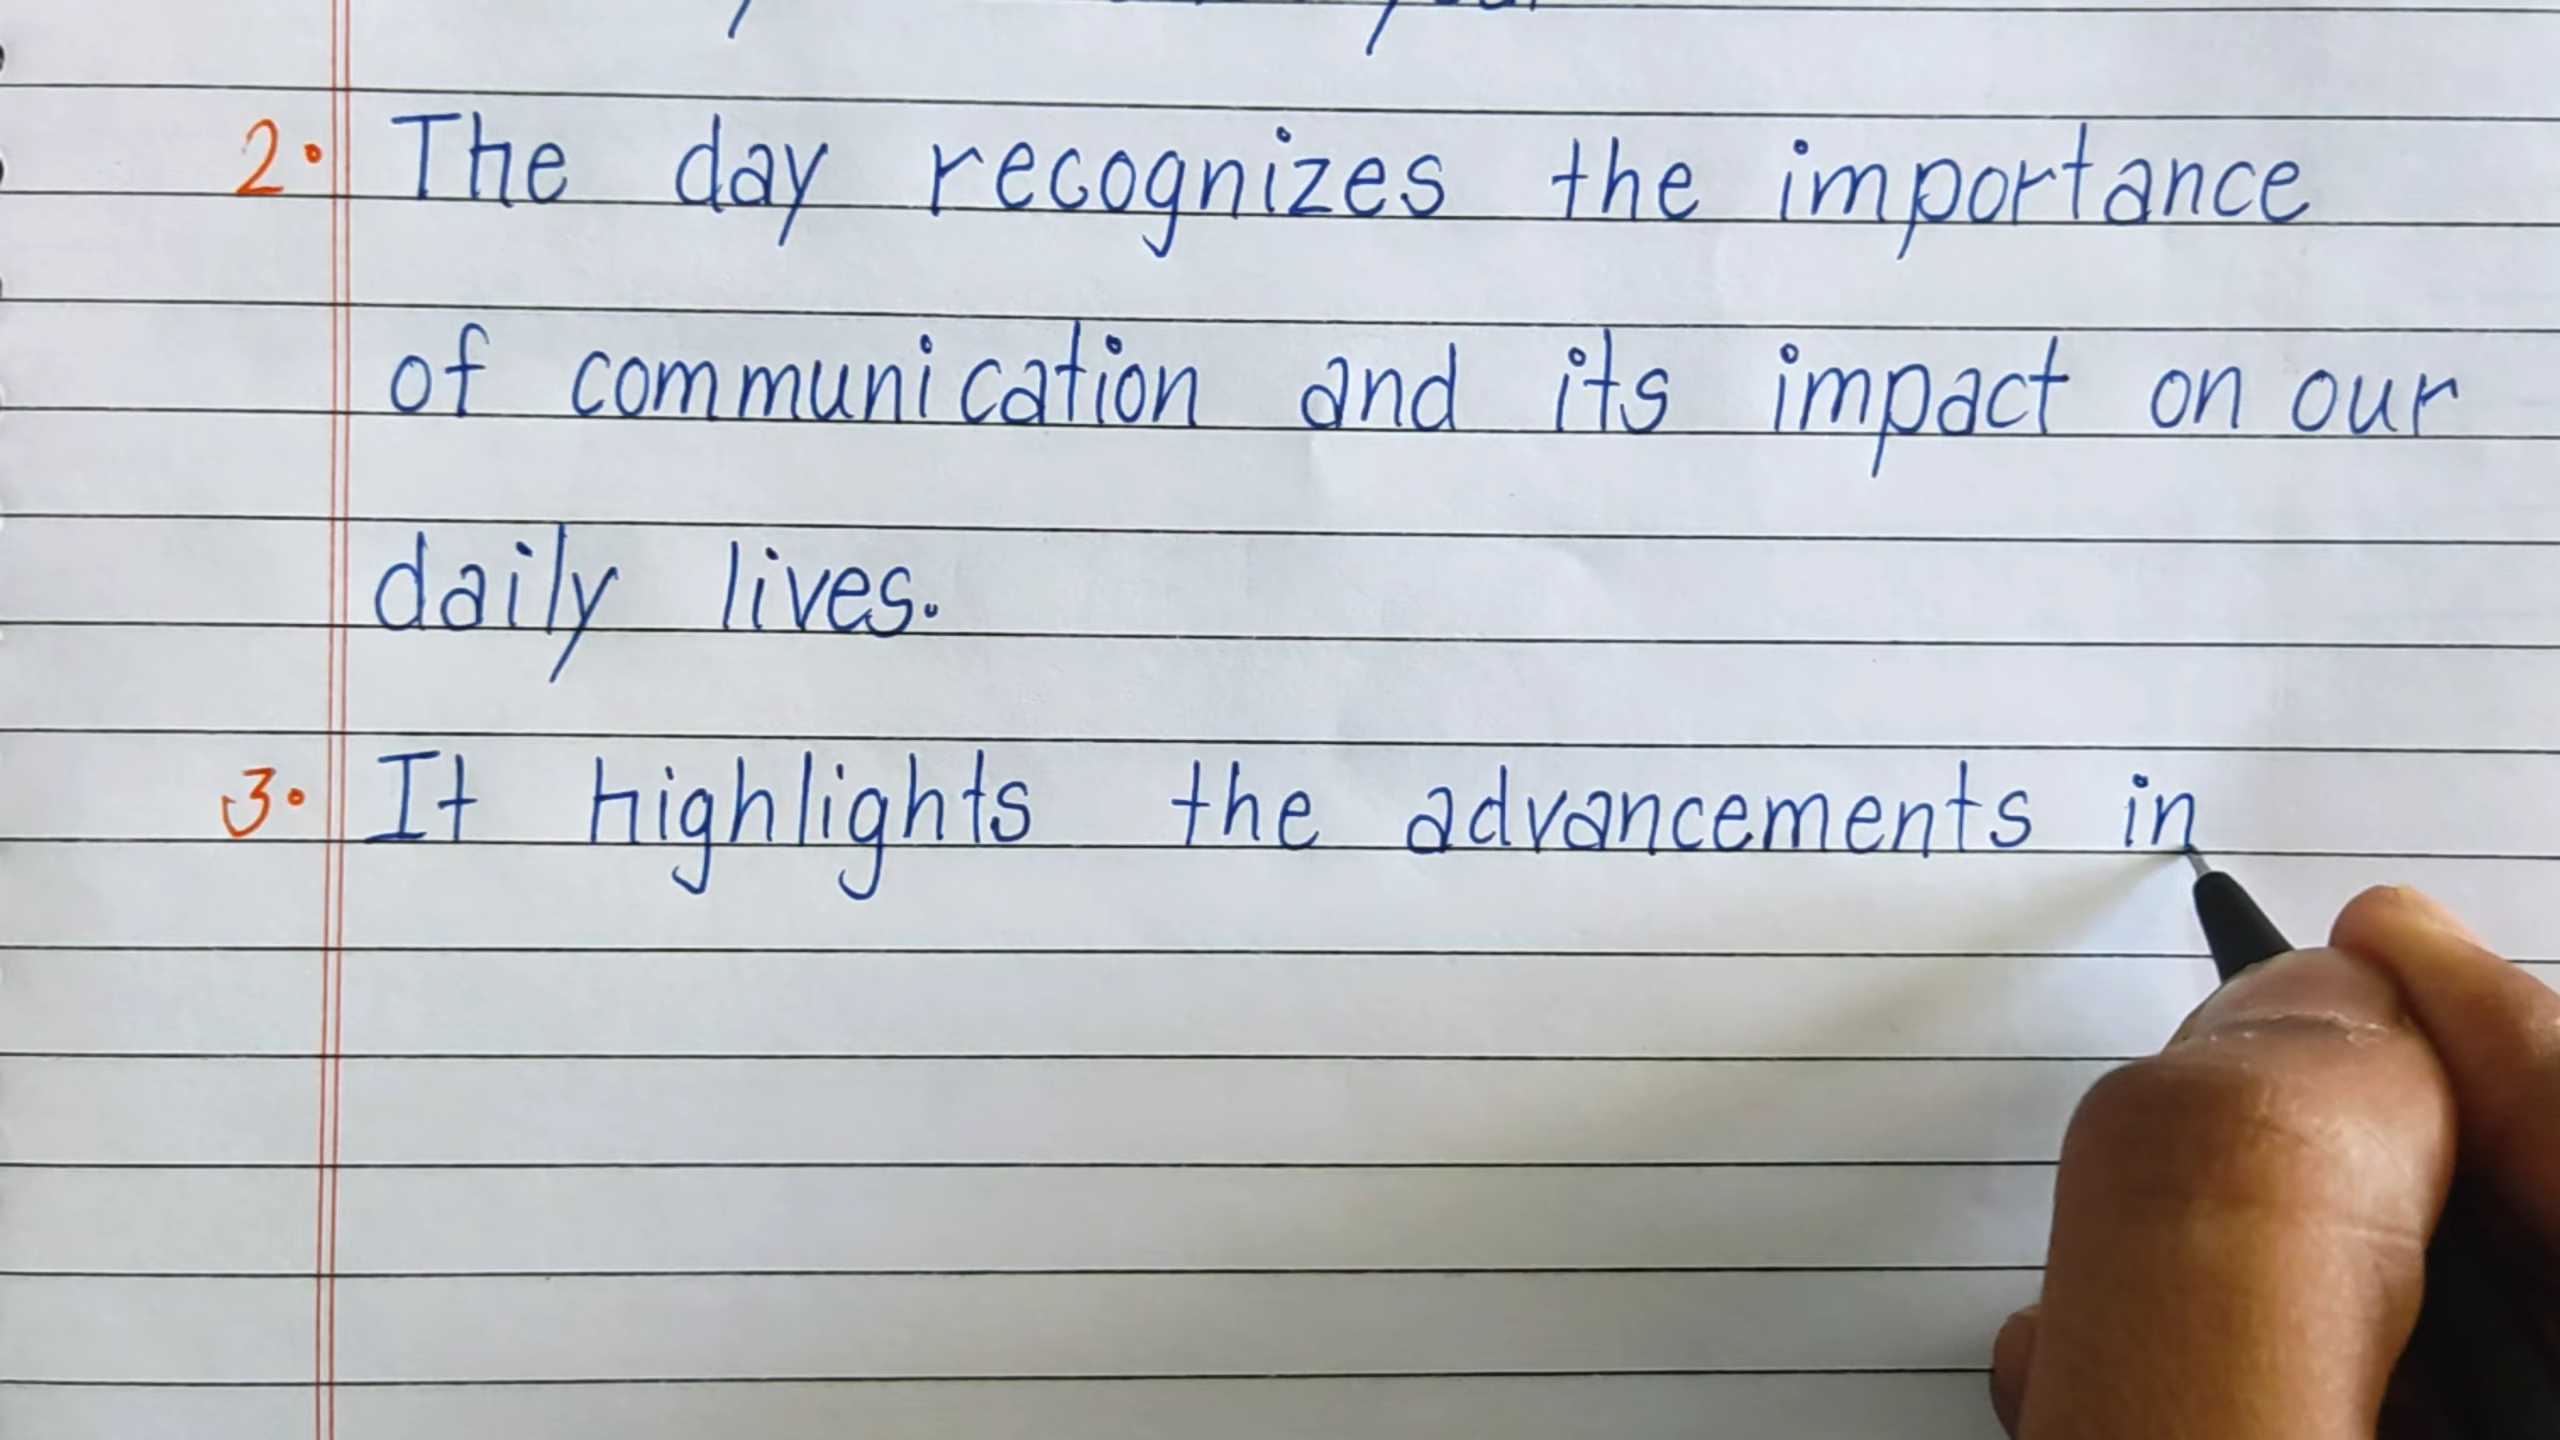 2. The day recognizes the importance
of communication and its impact on our
daily lives.
3. It highlights the advancements in